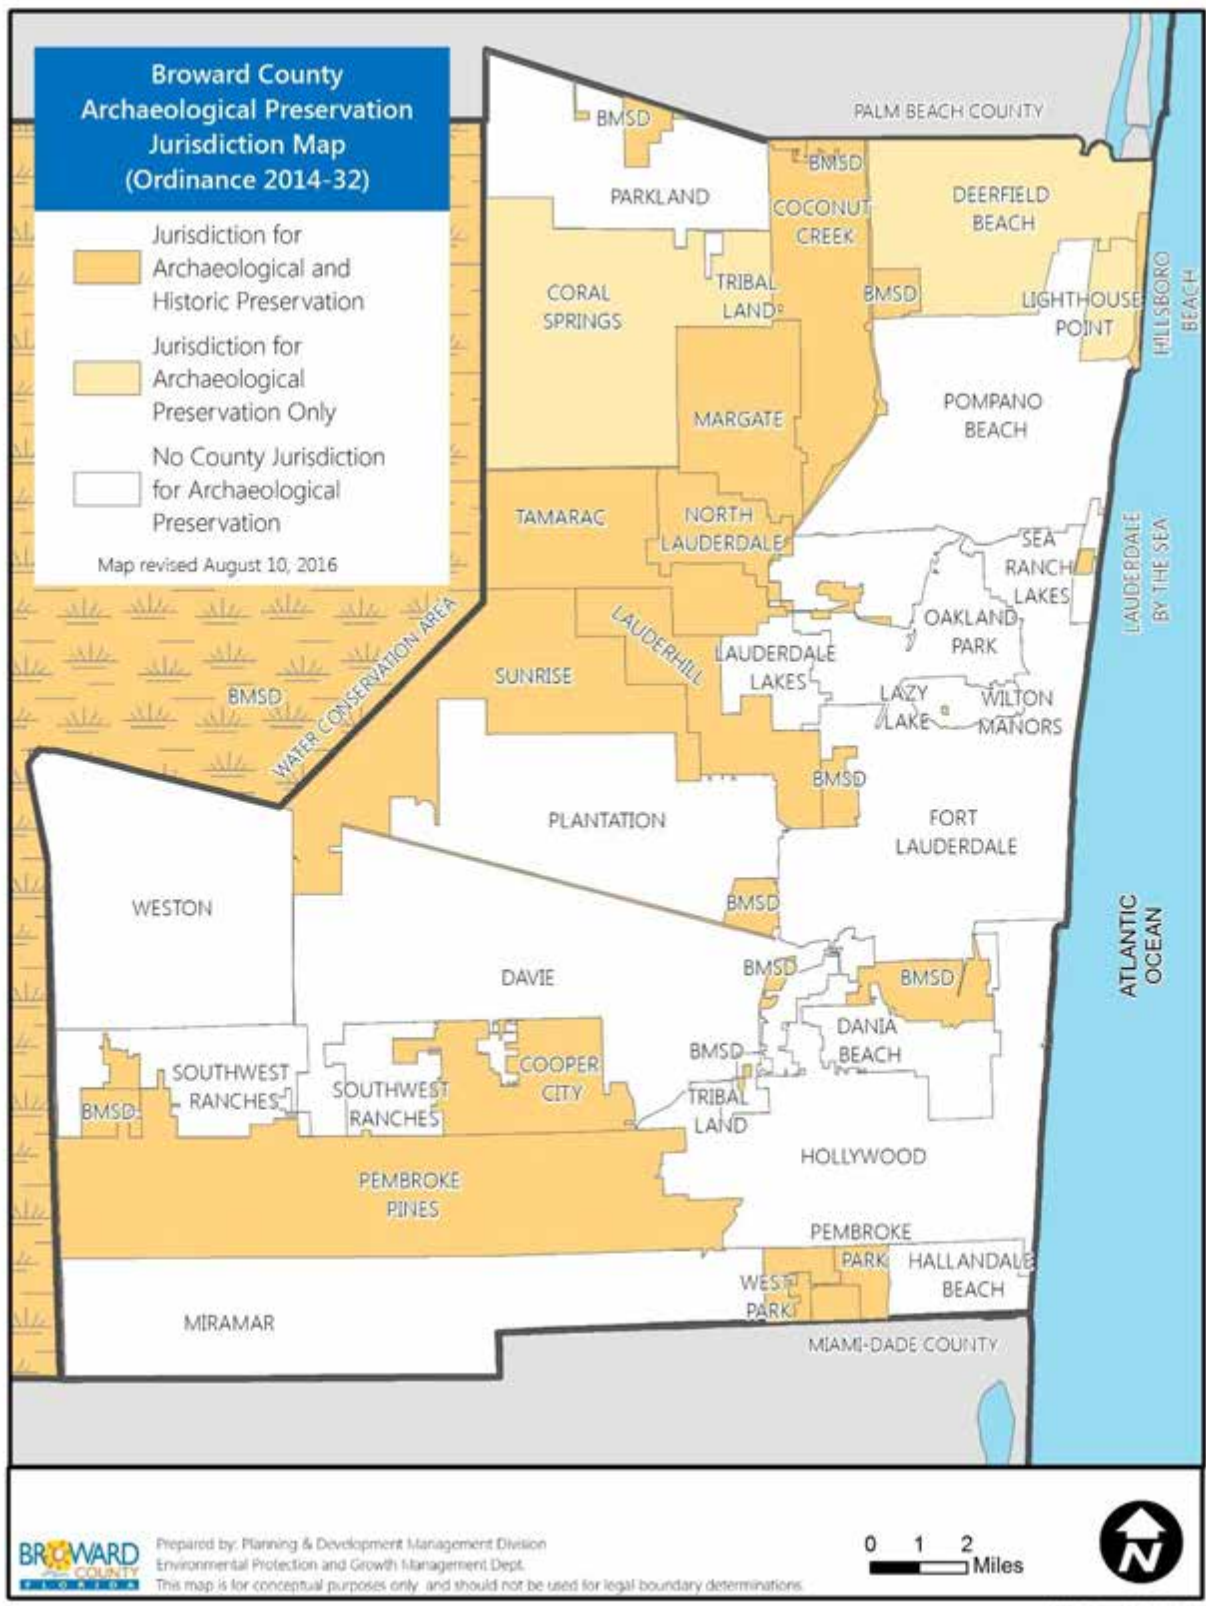 Broward County
Archaeological Preservation
Jurisdiction Map
(Ordinance 2014-32)
Jurisdiction for
Archaeological and
Historic Preservation
Jurisdiction for
Archaeological
Preservation Only
No County Jurisdiction
for Archaeological
Preservation
Map revised August 10, 2016
PALM BEACH COUNTY
BMSD
PARKLAND
BMSD
COCONUT
CREEK
DEERFIELD
BEACH
HILLSBORO
BEACH
CORAL
SPRINGS
TRIBAL
LAND
BMSD
LIGHTHOUSE
POINT
MARGATE
POMPANO
BEACH
TAMARAC
NORTH
LAUDERDALE
SEA
RANCH
LAKES
LAUDERDALE
BY THE SEA
OAKLAND
PARK
LAUDERHILL
LAUDERDALE
LAKES
SUNRISE
BMSD
WATER CONSERVATION AREA
LAZY
LAKE
WILTON
MANORS
BMSD
PLANTATION
FORT
LAUDERDALE
WESTON
BMSD
ATLANTIC
OCEAN
DAVIE
BMSD
BMSD
DANIA
BEACH
BMSD
SOUTHWEST
RANCHES
SOUTHWEST
RANCHES
COOPER
CITY
BMSD
TRIBAL
LAND
HOLLYWOOD
PEMBROKE
PINES
PEMBROKE
PARK
HALLANDALE
BEACH
WEST
PARK
MIRAMAR
MIAMI-DADE COUNTY
BROWARD
COUNTY
FLORIDA
Prepared by: Planning & Development Management Division
Environmental Protection and Growth Management Dept.
This map is for conceptual purposes only and should not be used for legal boundary determinations.
0 1 2
Miles
N